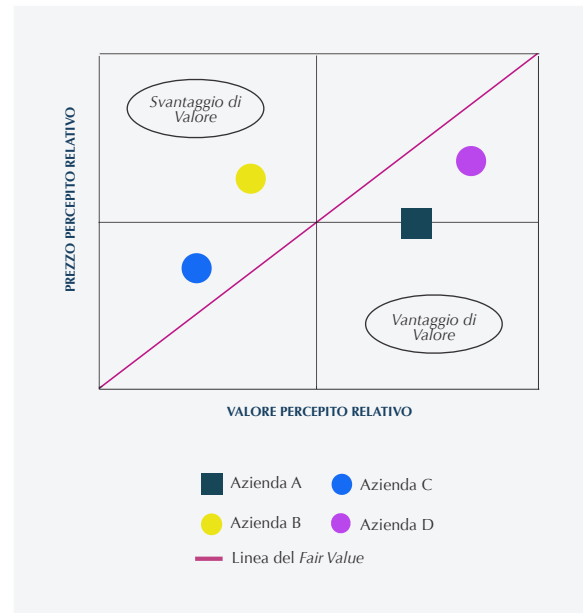 Svantaggio di
Valore
PREZZO PERCEPITO RELATIVO
Vantaggio di
Valore
VALORE PERCEPITO RELATIVO
Azienda A
Azienda C
Azienda B
Azienda D
Linea del Fair Value